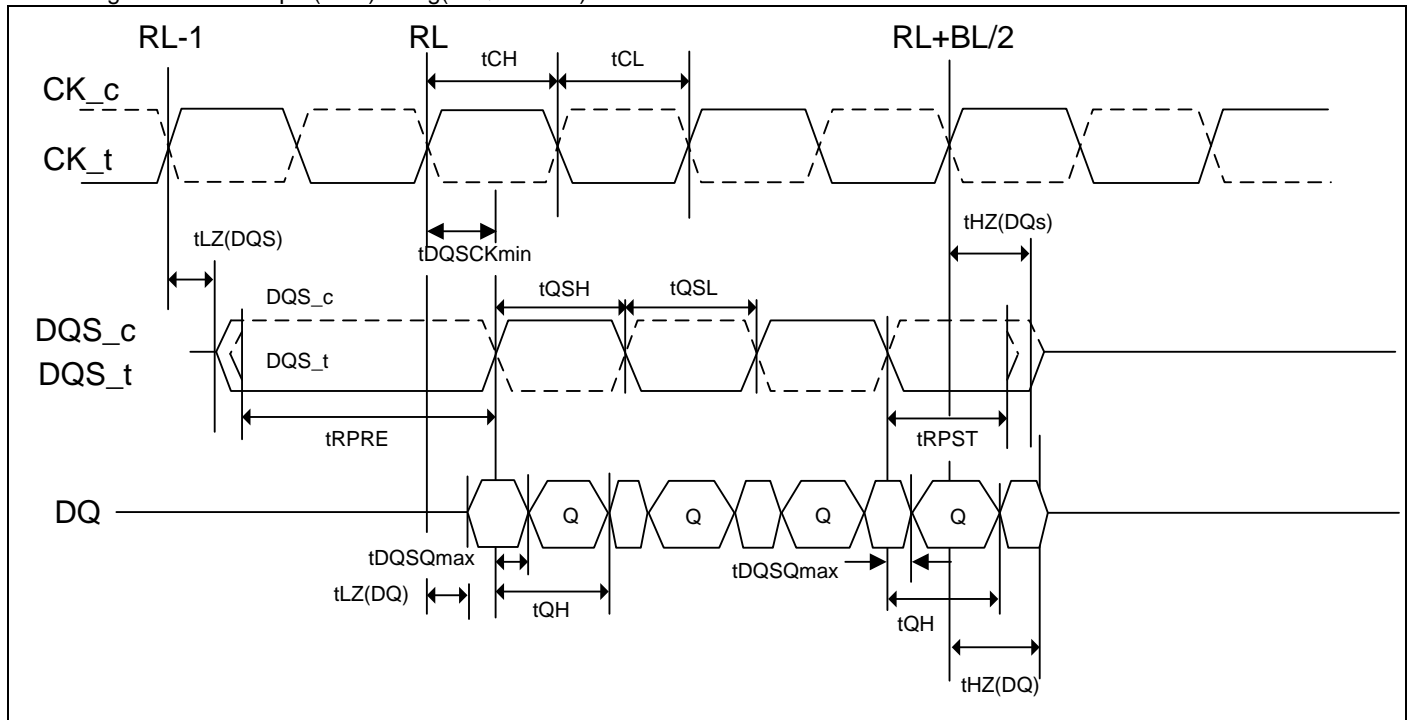 RL-1
RL
RL+BL/2
tCH
tCL
CK_c
CK_t
tLZ(DQS)
tDQSCKmin
tHZ(DQs)
DQS_c
tQSH
tQSL
DQS_c
DQS_t
DQS_t
tRPRE
tRPST
DQ
Q
Q
Q
Q
tDQSQmax
tDQSQmax
tLZ(DQ)
tQH
tQH
tHZ(DQ)